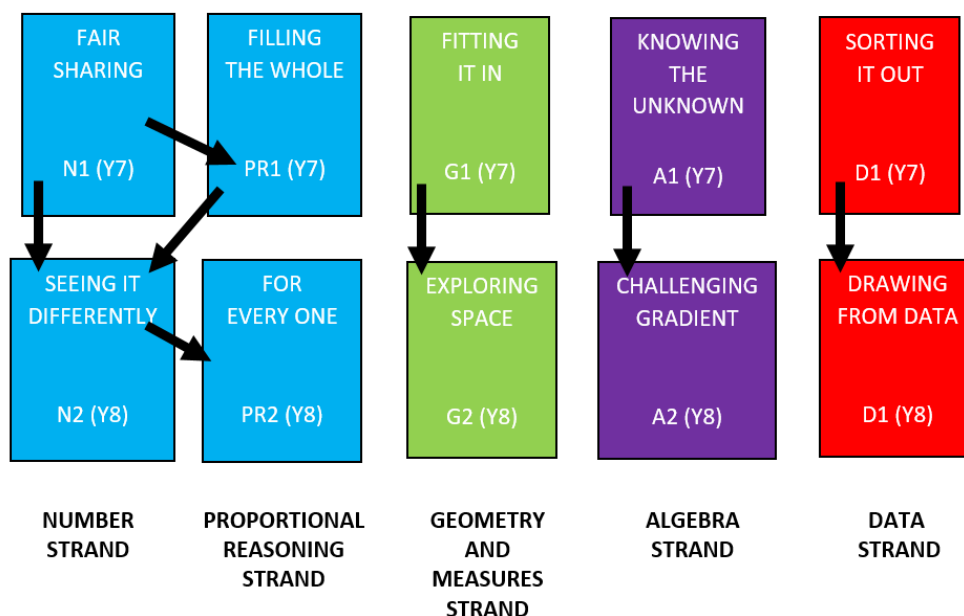 FAIR
SHARING
N1 (Y7)
FILLING
THE WHOLE
PR1 (Y7)
FITTING
IT IN
G1 (Y7)
KNOWING
THE
UNKNOWN
A1 (Y7)
SORTING
IT OUT
D1 (Y7)
SEEING IT
DIFFERENTLY
N2 (Y8)
FOR
EVERY ONE
PR2 (Y8)
EXPLORING
SPACE
G2 (Y8)
CHALLENGING
GRADIENT
A2 (Y8)
DRAWING
FROM DATA
D1 (Y8)
NUMBER
STRAND
PROPORTIONAL
REASONING
STRAND
GEOMETRY
AND
MEASURES
STRAND
ALGEBRA
STRAND
DATA
STRAND